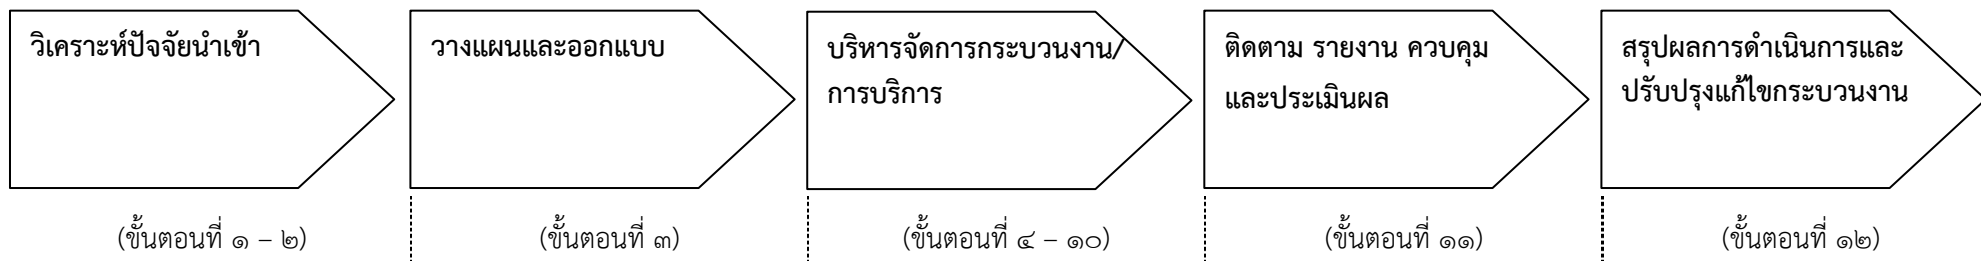 วิเคราะห์ปัจจัยนำเข้า
วางแผนและออกแบบ
บริหารจัดการกระบวนงาน/
การบริการ
ติดตาม รายงาน ควบคุม
และประเมินผล
สรุปผลการดำเนินการและ
ปรับปรุงแก้ไขกระบวนงาน
(ขั้นตอนที่ ๑ – ๒)
(ขั้นตอนที่ ๓)
(ขั้นตอนที่ ๔ – ๑๐)
(ขั้นตอนที่ ๑๑)
(ขั้นตอนที่ ๑๒)